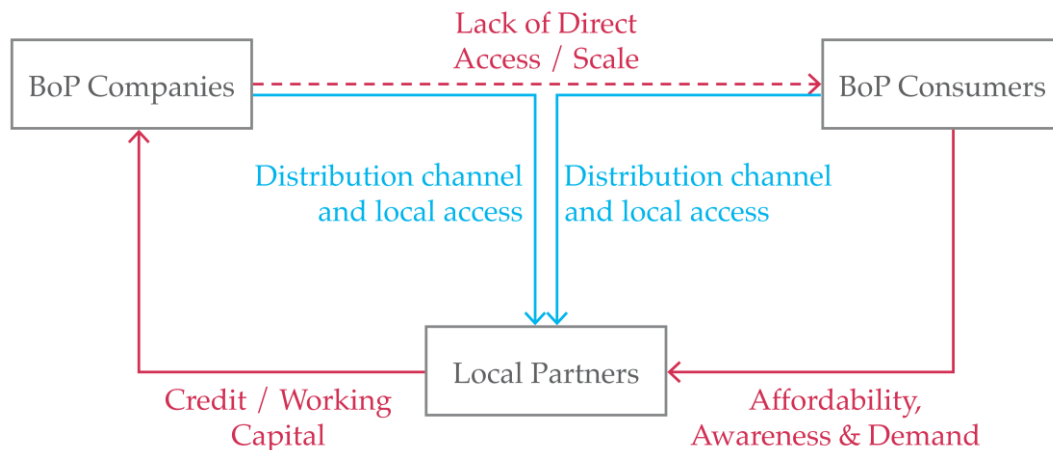 Lack of Direct
Access / Scale
BoP Companies
BoP Consumers
Distribution channel
and local access
Distribution channel
and local access
Local Partners
Credit / Working
Capital
Affordability,
Awareness & Demand